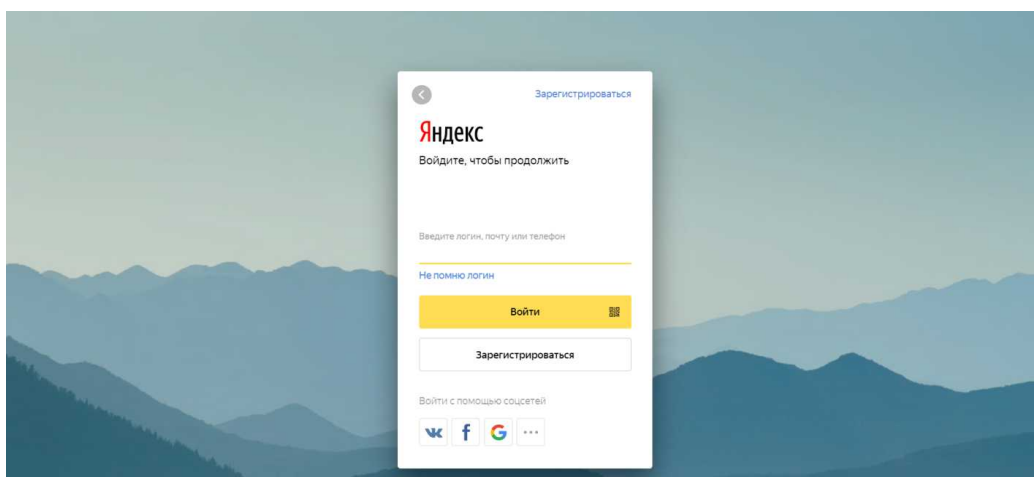 Зарегистрироваться
Яндекс
Войдите, чтобы продолжить
Введите логин, почту или телефон
Не помню логин
Войти
Зарегистрироваться
Войти с помощью соцсетей